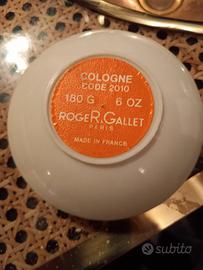 COLOGNE
CODE 2010
180 G 6 OZ
ROGER & GALLET
PARIS
MADE IN FRANCE
subito